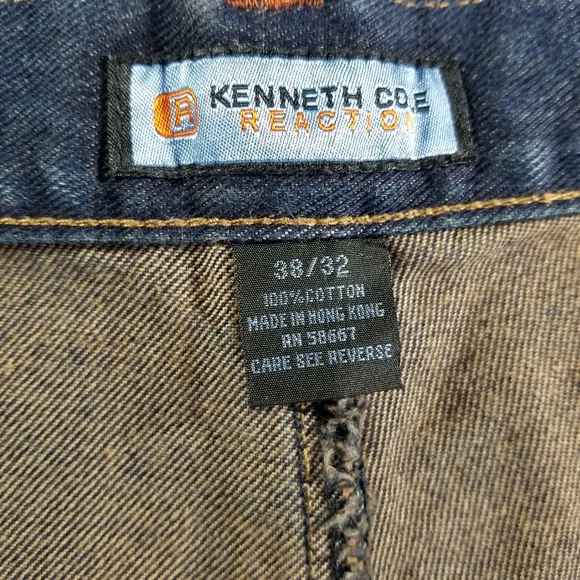 R KENNETH COLE
REACTION
38/32
100% COTTON
MADE IN HONG KONG
RN 58667
CARE SEE REVERSE